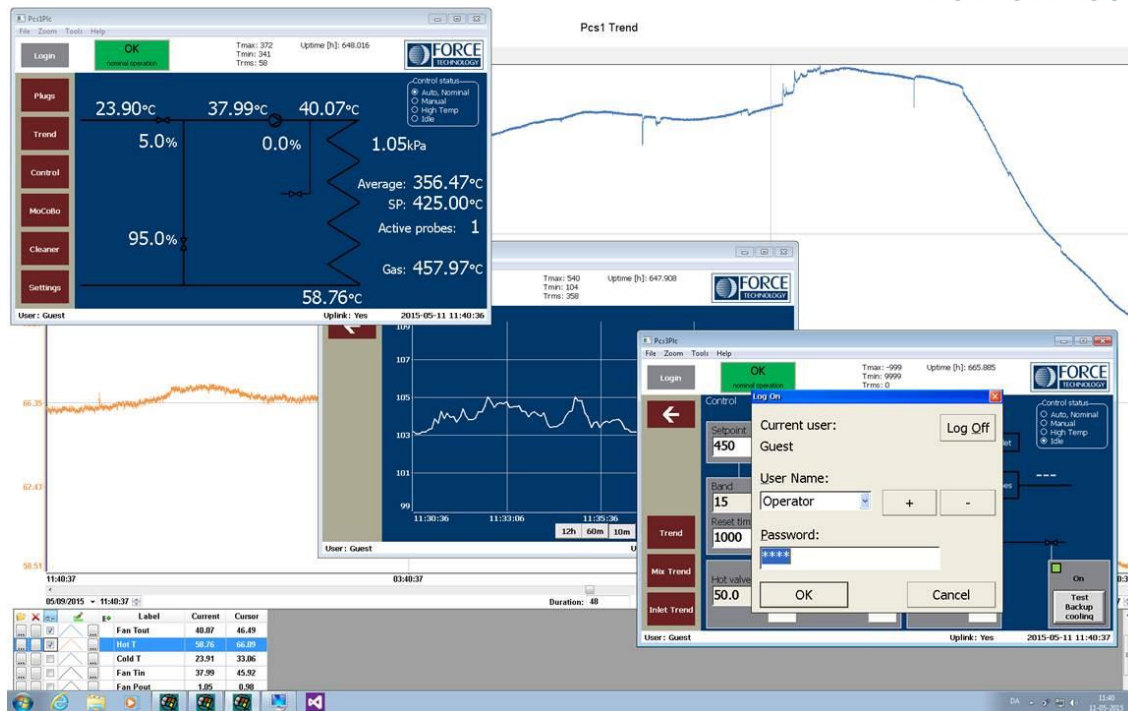 Pcs1 Trend
Pcs1Plc
File Zoom Tools Help
Login
OK
nominal operation
Tmax: 372
Tmin: 341
Trms: 58
Uptime [h]: 648.016
FORCE
TECHNOLOGY
Plugs
Trend
Control
MoCoBo
Cleaner
Settings
Control status
Auto, Nominal
Manual
High Temp
Idle
23.90°C
37.99°C
40.07°C
5.0%
0.0%
1.05kPa
Average: 356.47°C
SP: 425.00°C
Active probes: 1
95.0%
Gas: 457.97°C
58.76°C
User: Guest
Uplink: Yes
2015-05-11 11:40:36
Tmax: 540
Tmin: 104
Trms: 358
Uptime [h]: 647.908
FORCE
TECHNOLOGY
109
107
105
103
101
99
11:30:36
11:33:06
11:35:36
12h
60m
10m
User: Guest
Pcs3Plc
File Zoom Tools Help
Login
OK
nominal operation
Tmax: -999
Tmin: 9999
Trms: 0
Uptime [h]: 665.885
FORCE
TECHNOLOGY
Control
Control status
Auto, Nominal
Manual
High Temp
Idle
Setpoint
450
Band
15
1000
50.0
---
Trend
Mix Trend
Inlet Trend
On
Test
Backup
cooling
User: Guest
Uplink: Yes
2015-05-11 11:40:37
Log On
Current user:
Log Off
Guest
User Name:
Operator
+
-
Password:
****
OK
Cancel
66.35
62.43
58.51
11:40:37
03:40:37
05/09/2015
11:40:37
Duration: 48
Label
Current
Cursor
Fan Tout
40.07
46.49
Hot T
58.76
66.09
Cold T
23.91
33.06
Fan Tin
37.99
45.92
Fan Pout
1.05
0.90
DA
11:40
11-05-2015